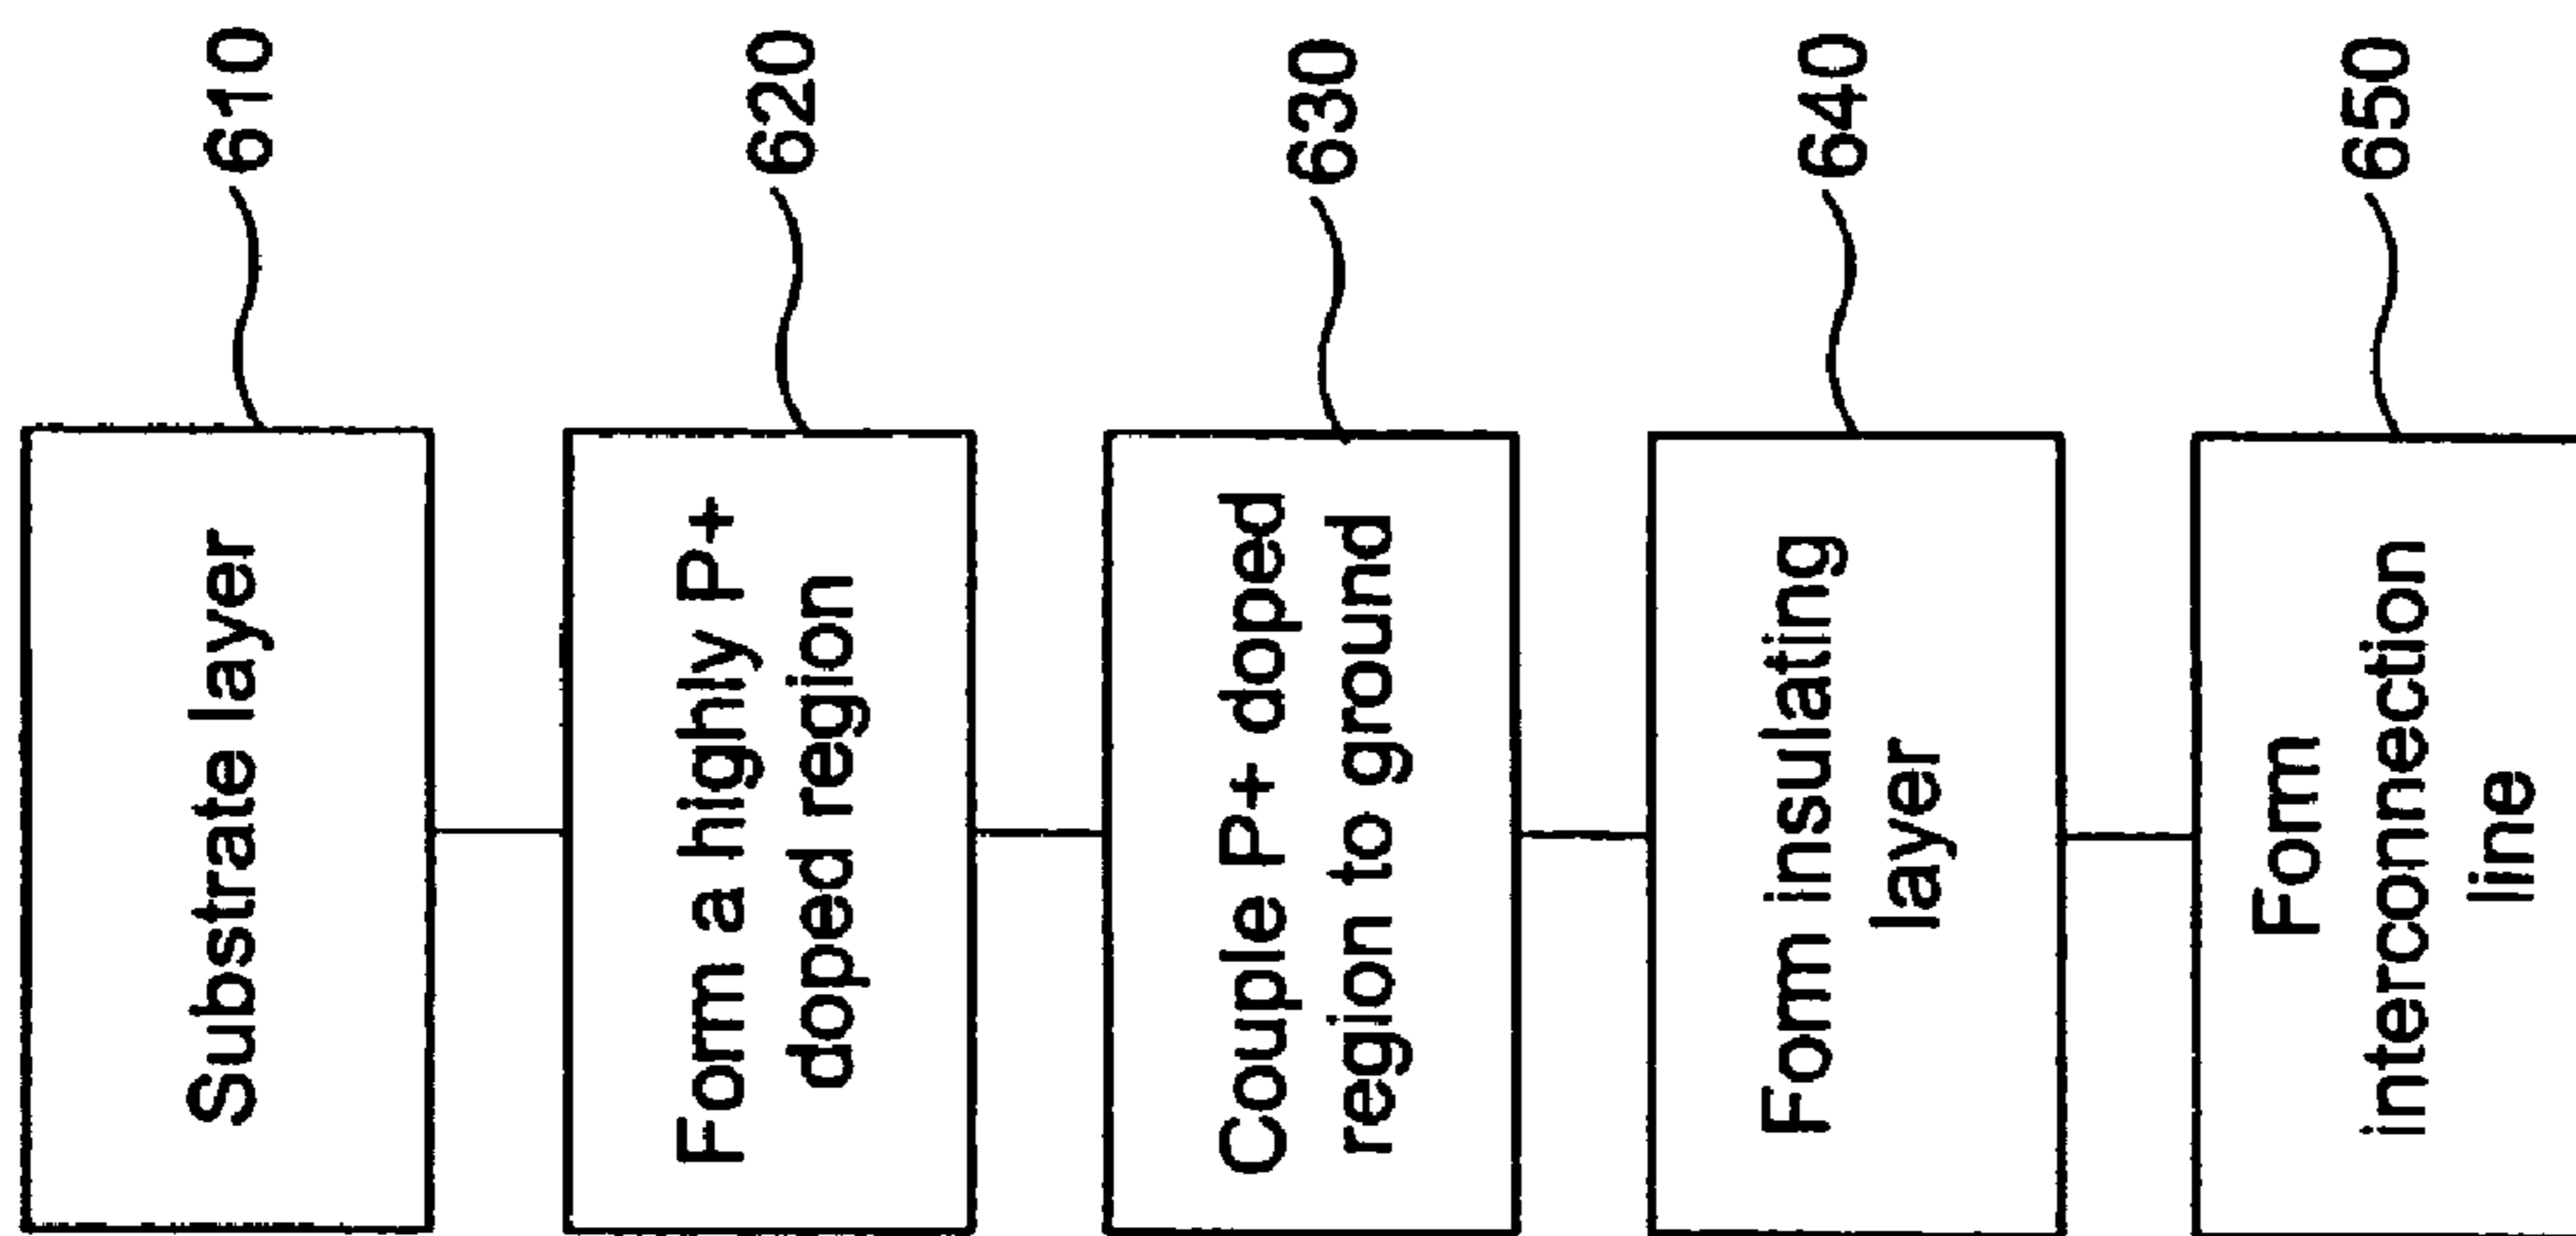 Substrate layer
610
Form a highly P+
doped region
620
Couple P+ doped
region to ground
630
Form insulating
layer
640
Form
interconnection
line
650